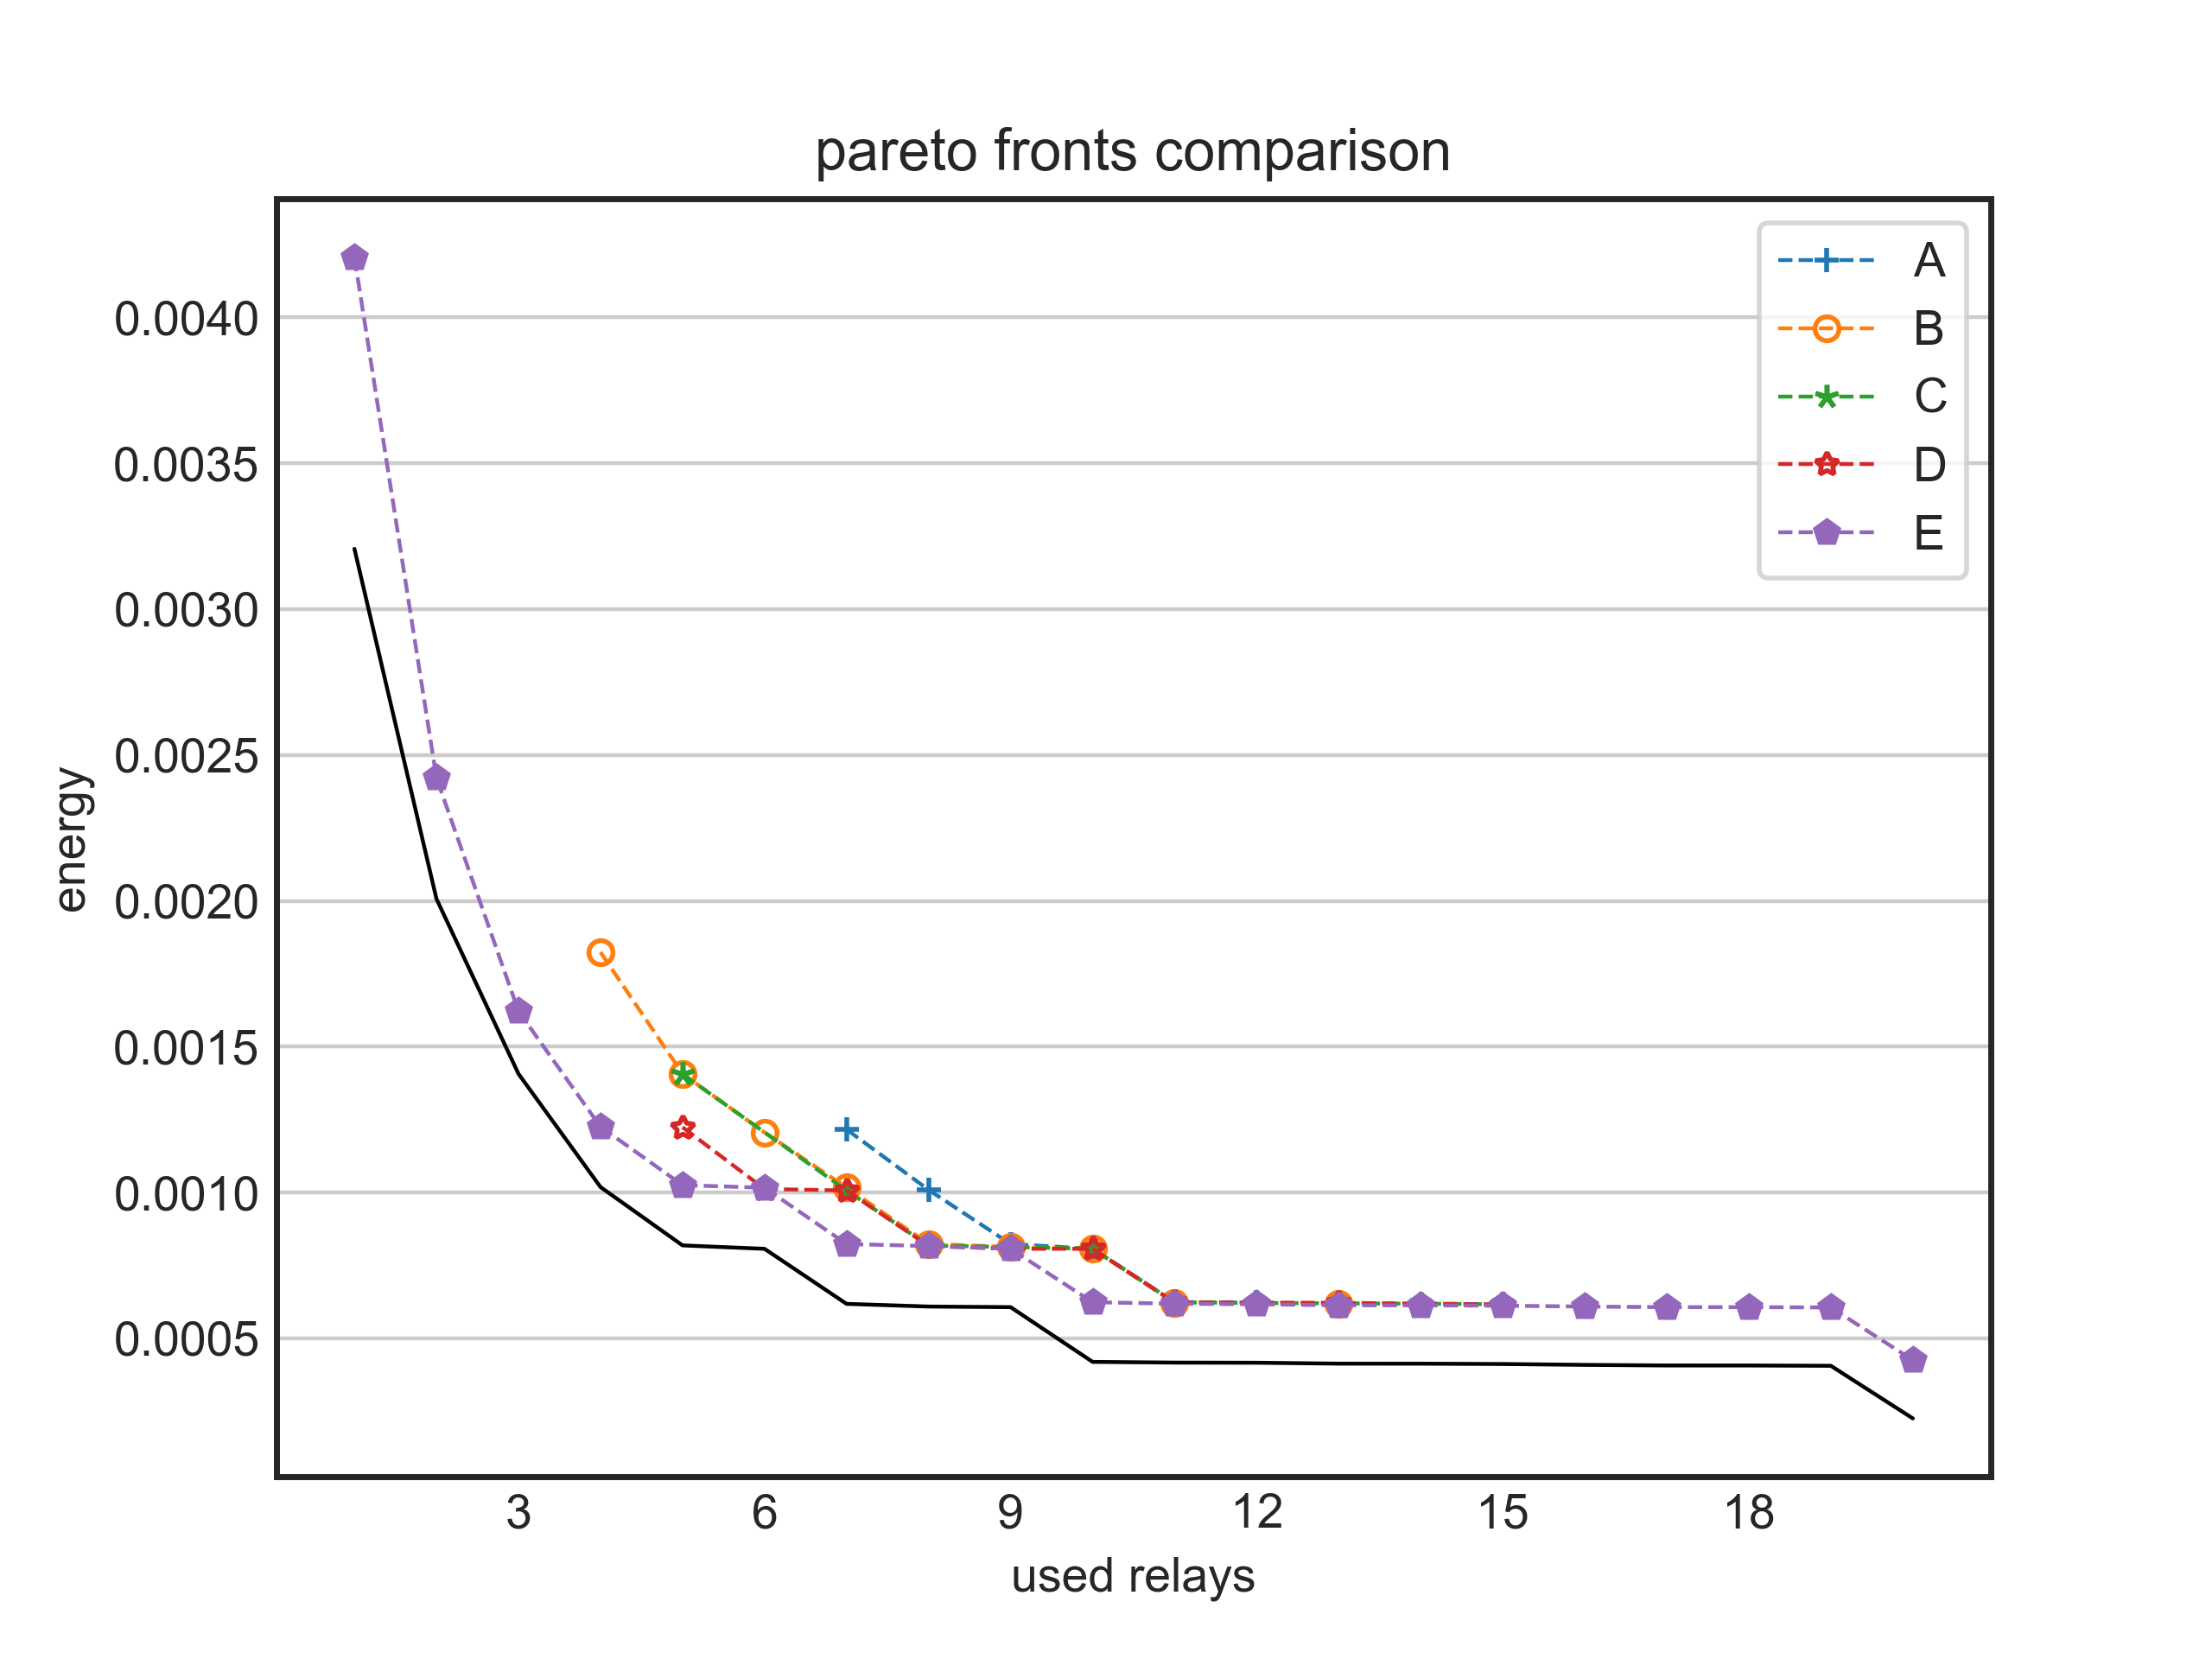 pareto fronts comparison
A
B
C
D
E
0.0040
0.0035
0.0030
0.0025
0.0020
0.0015
0.0010
0.0005
energy
3 6 9 12 15 18
used relays